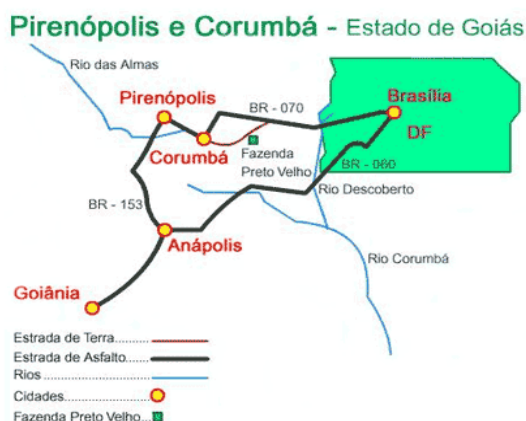 Pirenópolis e Corumbá - Estado de Goiás
Rio das Almas
Pirenópolis
BR - 070
Brasília
DF
Corumbá
Fazenda
Preto Velho
BR - 060
Rio Descoberto
BR - 153
Anápolis
Rio Corumbá
Goiânia
Estrada de Terra
Estrada de Asfalto
Rios
Cidades
Fazenda Preto Velho